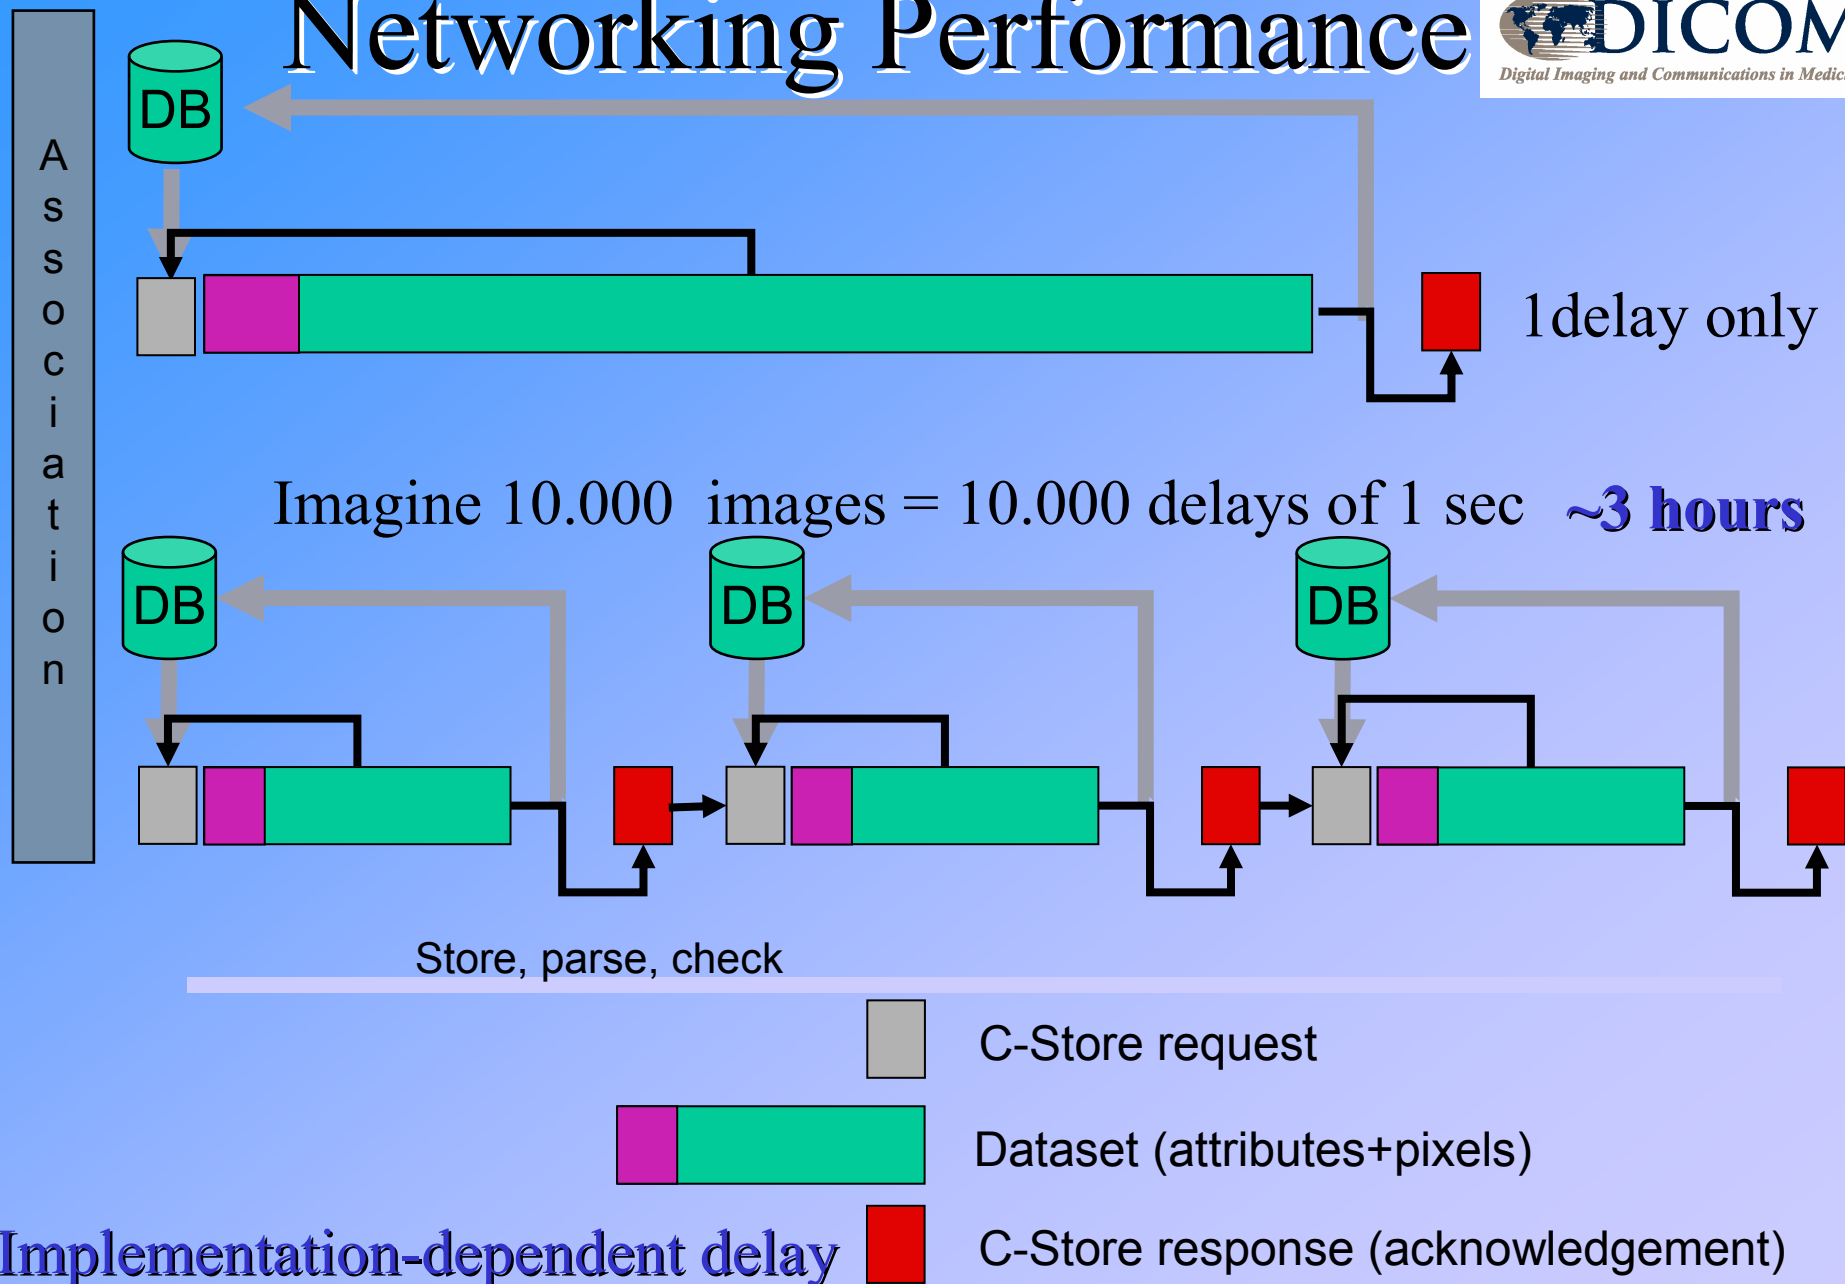 Networking Performance
DICOM
Digital Imaging and Communications in
DB
Association
1delay only
Imagine 10.000 images = 10.000 delays of 1 sec ~3 hours
DB DB DB
Store, parse, check
C-Store request
Dataset (attributes+pixels)
Implementation-dependent delay
C-Store response (acknowledgement)